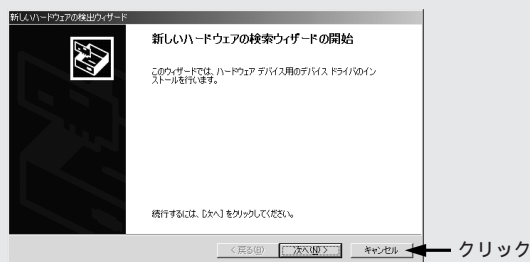 新しいハードウェアの検出ウィザード
新しいハードウェアの検索ウィザードの開始
このウィザードでは、ハードウェア デバイス用のデバイス ドライバのイン
ストールを行います。
続行するには、[次へ] をクリックしてください。
< 戻る(B)
次へ(N) >
キャンセル
クリック